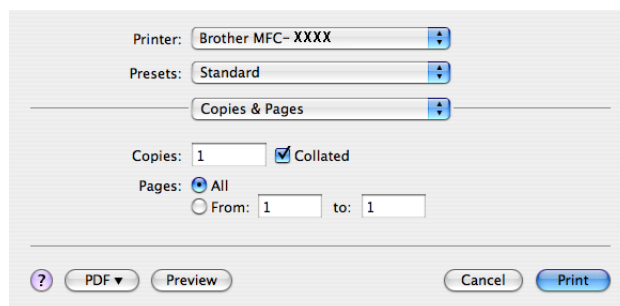 Printer: Brother MFC- XXXX
Presets: Standard
Copies & Pages
Copies: 1 Collated
Pages: All
From: 1 to: 1
? PDF ▼ Preview Cancel Print